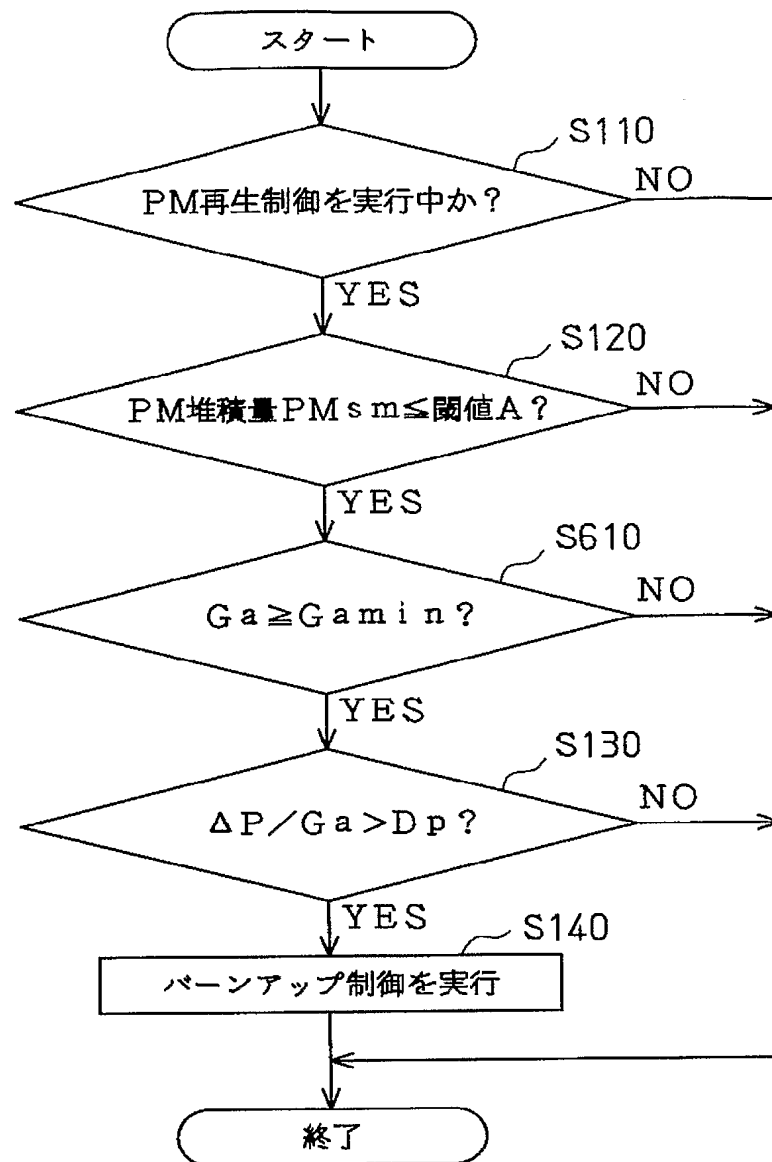 スタート
S110
PM再生制御を実行中か？
NO
YES
S120
PM堆積量PMsm≦閾値A？
NO
YES
S610
Ga≧Gamin？
NO
YES
S130
ΔP／Ga＞Dp？
NO
YES
S140
バーンアップ制御を実行
終了